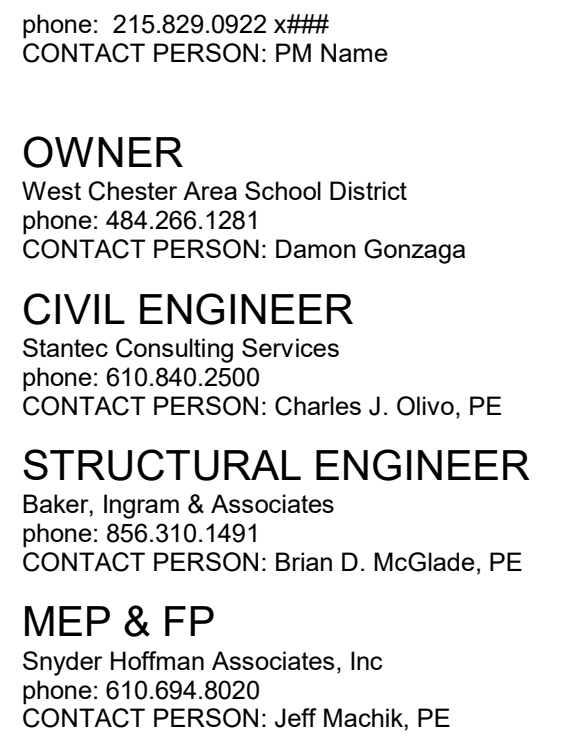 phone:  215.829.0922 x###
CONTACT PERSON: PM Name
OWNER
West Chester Area School District
phone: 484.266.1281
CONTACT PERSON: Damon Gonzaga
CIVIL ENGINEER
Stantec Consulting Services
phone: 610.840.2500
CONTACT PERSON: Charles J. Olivo, PE
STRUCTURAL ENGINEER
Baker, Ingram & Associates
phone: 856.310.1491
CONTACT PERSON: Brian D. McGlade, PE
MEP & FP
Snyder Hoffman Associates, Inc
phone: 610.694.8020
CONTACT PERSON: Jeff Machik, PE